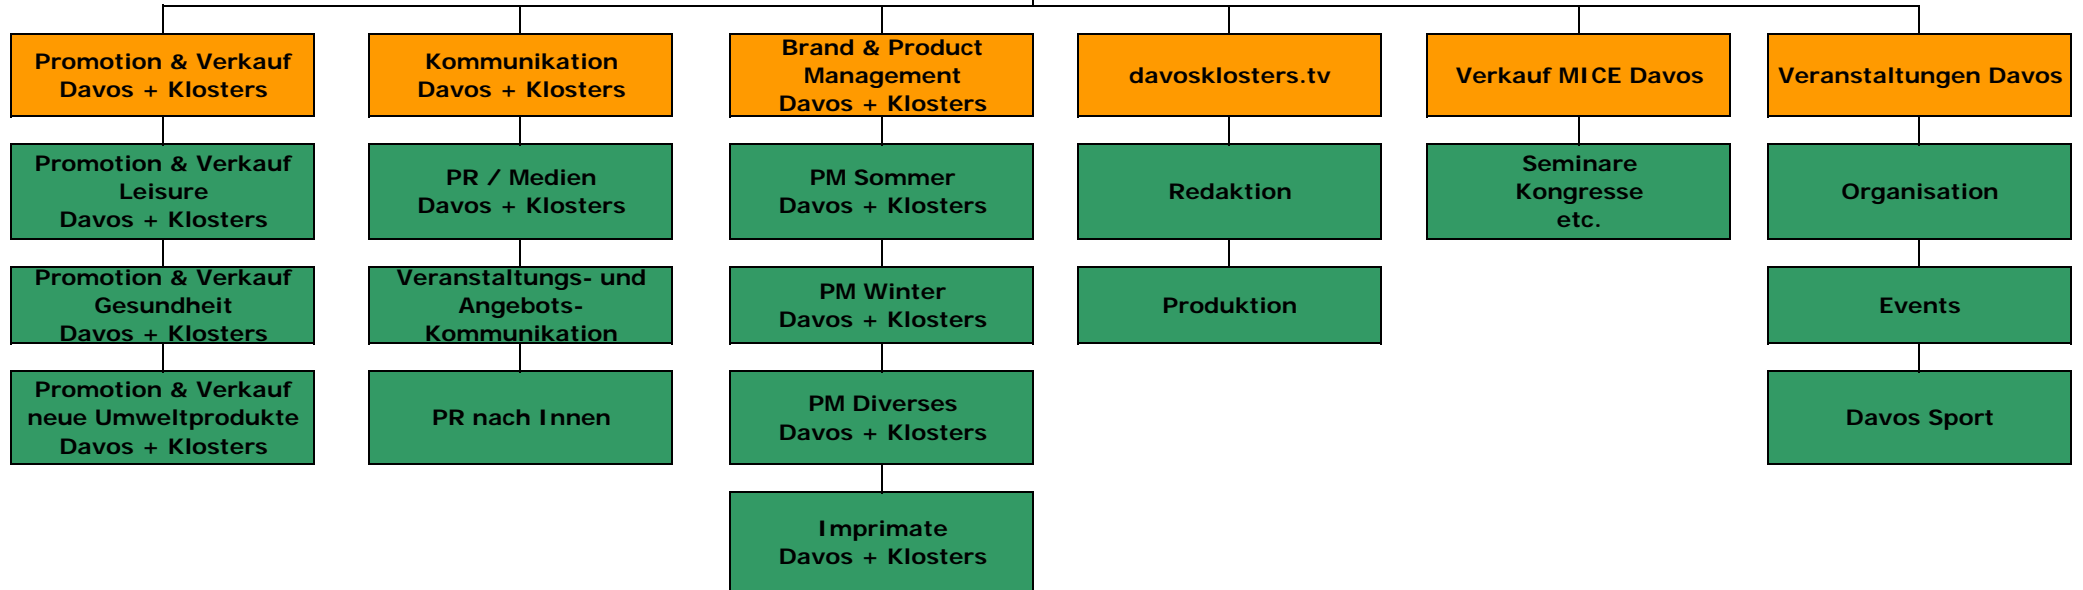 Promotion & Verkauf
Davos + Klosters
Kommunikation
Davos + Klosters
Brand & Product
Management
Davos + Klosters
davosklosters.tv
Verkauf MICE Davos
Veranstaltungen Davos
Promotion & Verkauf
Leisure
Davos + Klosters
PR / Medien
Davos + Klosters
PM Sommer
Davos + Klosters
Redaktion
Seminare
Kongresse
etc.
Organisation
Promotion & Verkauf
Gesundheit
Davos + Klosters
Veranstaltungs- und
Angebots-
Kommunikation
PM Winter
Davos + Klosters
Produktion
Events
Promotion & Verkauf
neue Umweltprodukte
Davos + Klosters
PR nach Innen
PM Diverses
Davos + Klosters
Davos Sport
Imprimate
Davos + Klosters